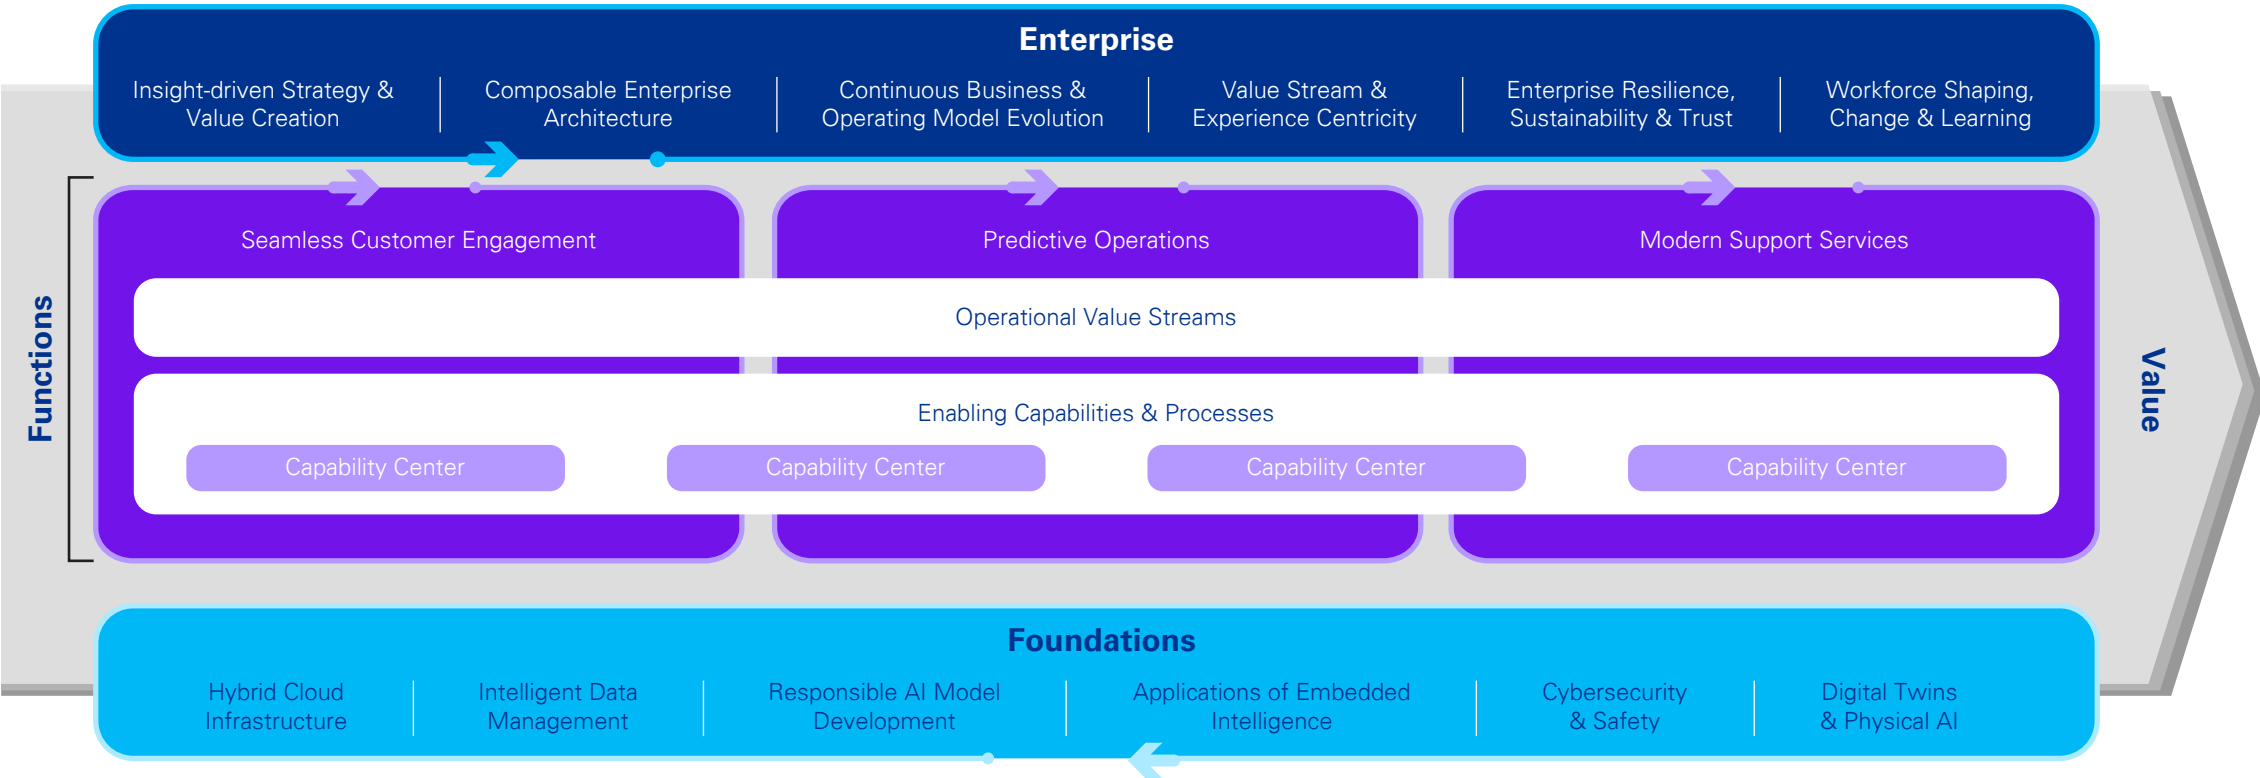 Enterprise
Insight-driven Strategy &
Value Creation
Composable Enterprise
Architecture
Continuous Business &
Operating Model Evolution
Value Stream &
Experience Centricity
Enterprise Resilience,
Sustainability & Trust
Workforce Shaping,
Change & Learning
Functions
Seamless Customer Engagement
Predictive Operations
Modern Support Services
Operational Value Streams
Enabling Capabilities & Processes
Capability Center
Capability Center
Capability Center
Capability Center
Value
Foundations
Hybrid Cloud
Infrastructure
Intelligent Data
Management
Responsible AI Model
Development
Applications of Embedded
Intelligence
Cybersecurity
& Safety
Digital Twins
& Physical AI